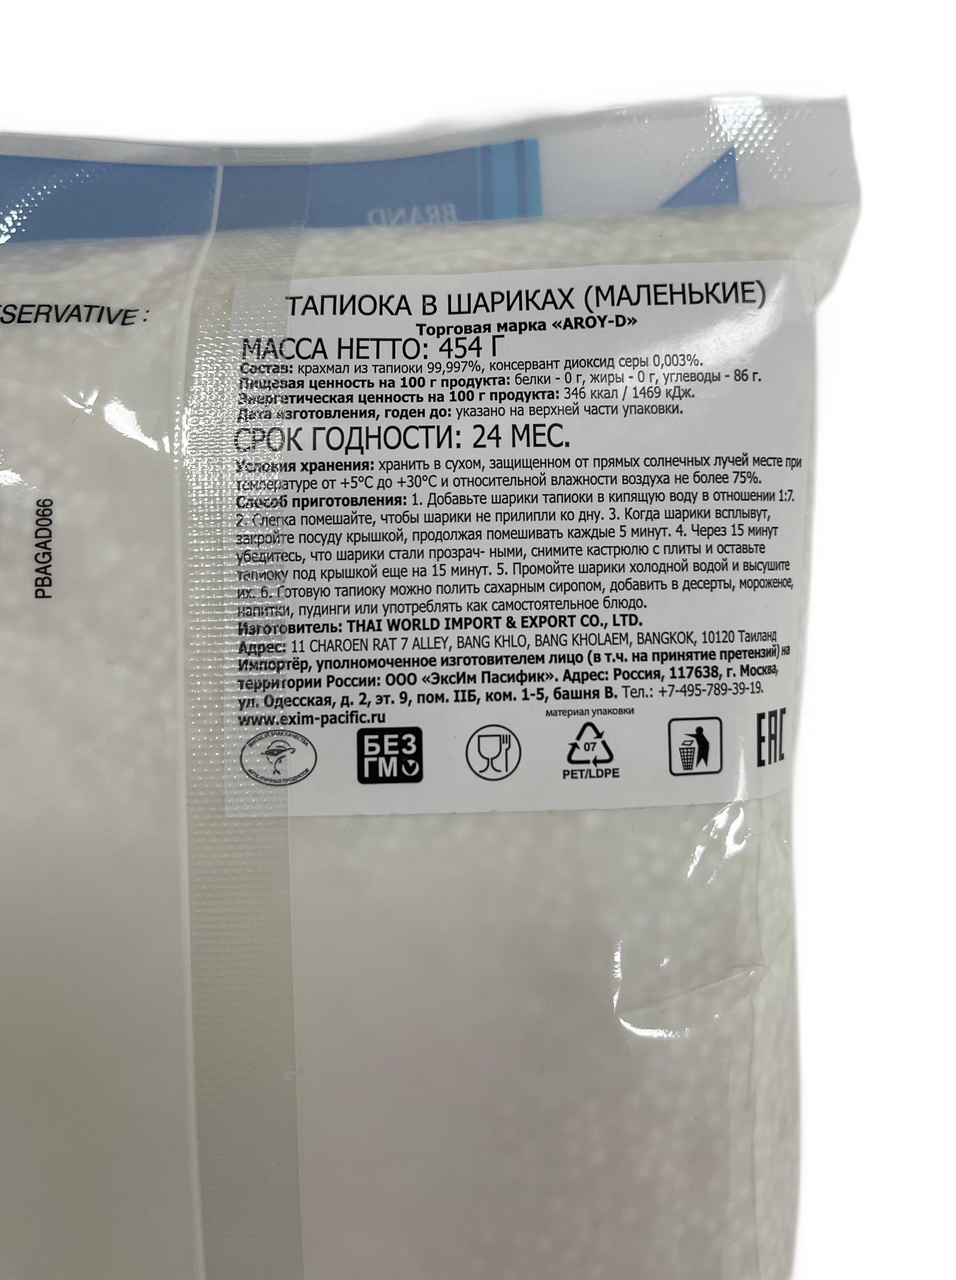 BRAND
SERVATIVE :
PBAGAD066
ТАПИОКА В ШАРИКАХ (МАЛЕНЬКИЕ)
Торговая марка «AROY-D»
МАССА НЕТТО: 454 Г
Состав: крахмал из тапиоки 99,997%, консервант диоксид серы 0,003%.
Пищевая ценность на 100 г продукта: белки - 0 г, жиры - 0 г, углеводы - 86 г.
Энергетическая ценность на 100 г продукта: 346 ккал / 1469 кДж.
Дата изготовления, годен до: указано на верхней части упаковки.
СРОК ГОДНОСТИ: 24 МЕС.
Условия хранения: хранить в сухом, защищенном от прямых солнечных лучей месте при
температуре от +5°С до +30°С и относительной влажности воздуха не более 75%.
Способ приготовления: 1. Добавьте шарики тапиоки в кипящую воду в отношении 1:7.
2. Слегка помешайте, чтобы шарики не прилипли ко дну. 3. Когда шарики всплывут,
закройте посуду крышкой, продолжая помешивать каждые 5 минут. 4. Через 15 минут
убедитесь, что шарики стали прозрач- ными, снимите кастрюлю с плиты и оставьте
тапиоку под крышкой еще на 15 минут. 5. Промойте шарики холодной водой и высушите
их. 6. Готовую тапиоку можно полить сахарным сиропом, добавить в десерты, мороженое,
напитки, пудинги или употреблять как самостоятельное блюдо.
Изготовитель: THAI WORLD IMPORT & EXPORT CO., LTD.
Адрес: 11 CHAROEN RAT 7 ALLEY, BANG KHLO, BANG KHOLAEM, BANGKOK, 10120 Таиланд
Импортёр, уполномоченное изготовителем лицо (в т.ч. на принятие претензий) на
территории России: ООО «ЭксИм Пасифик». Адрес: Россия, 117638, г. Москва,
ул. Одесская, д. 2, эт. 9, пом. IIБ, ком. 1-5, башня В. Тел.: +7-495-789-39-19.
www.exim-pacific.ru
материал упаковки
БЕЗ
ГМО
07
PET/LDPE
EAC